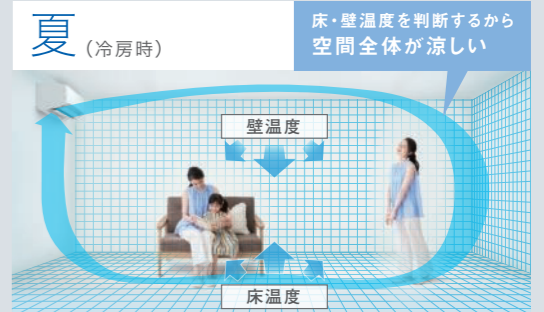 夏（冷房時）
床・壁温度を判断するから
空間全体が涼しい
壁温度
床温度